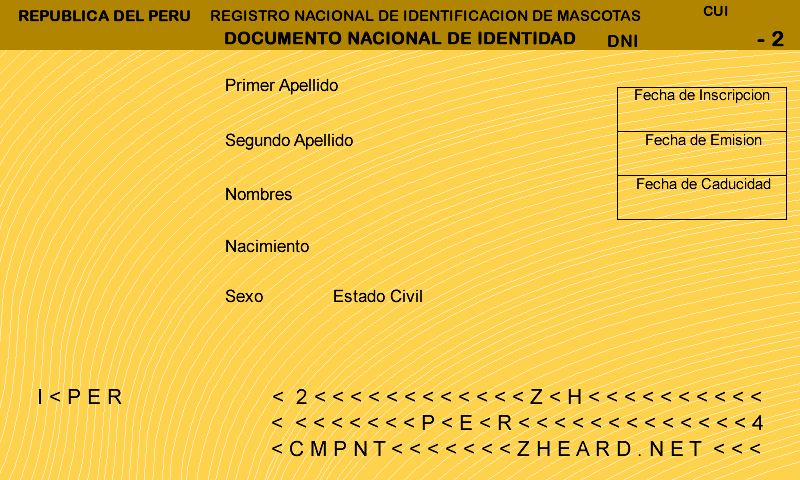 REPUBLICA DEL PERU REGISTRO NACIONAL DE IDENTIFICACION DE MASCOTAS CUI
DOCUMENTO NACIONAL DE IDENTIDAD DNI - 2
Primer Apellido
Fecha de Inscripcion
Segundo Apellido
Fecha de Emision
Fecha de Caducidad
Nombres
Nacimiento
Sexo Estado Civil
I<PER < 2<<<<<<<<<<<<Z<H<<<<<<<<<<
< <<<<<<<P<E<R<<<<<<<<<<<<<4
<CMPNT<<<<<<<ZHEARD.NET <<<